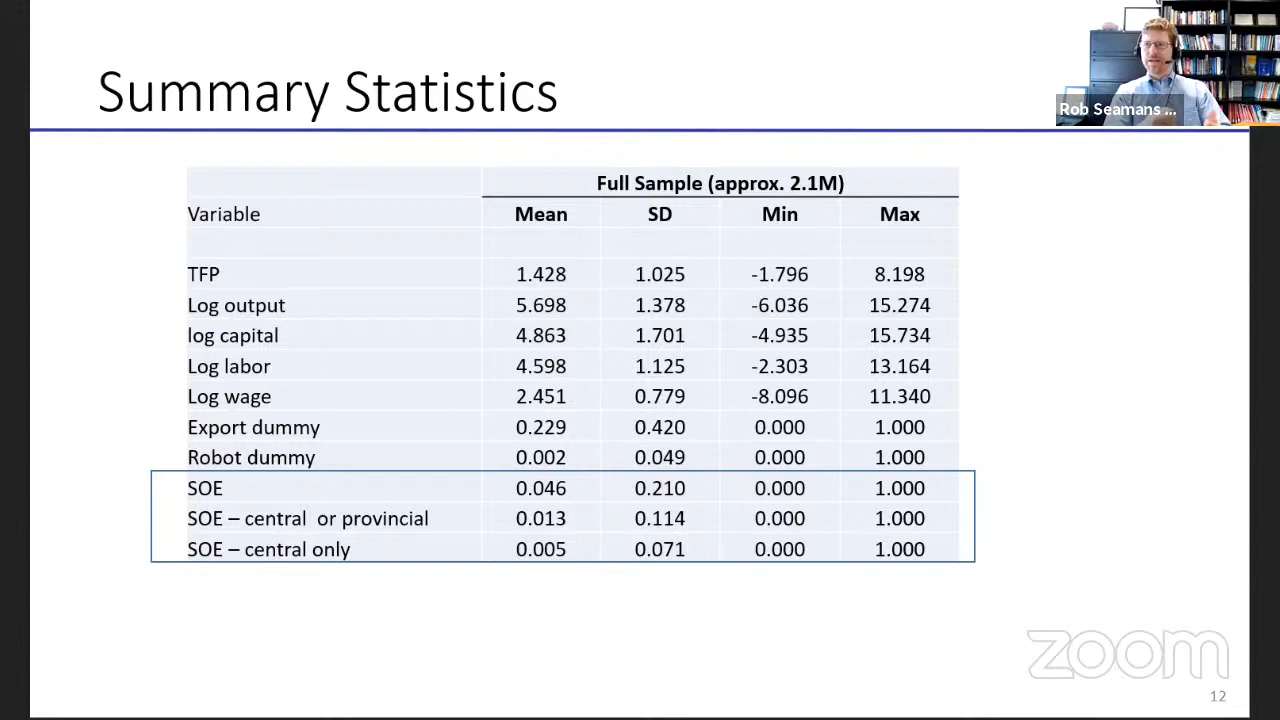 Summary Statistics
Rob Seamans ...
Full Sample (approx. 2.1M)
Variable Mean SD Min Max
TFP 1.428 1.025 -1.796 8.198
Log output 5.698 1.378 -6.036 15.274
log capital 4.863 1.701 -4.935 15.734
Log labor 4.598 1.125 -2.303 13.164
Log wage 2.451 0.779 -8.096 11.340
Export dummy 0.229 0.420 0.000 1.000
Robot dummy 0.002 0.049 0.000 1.000
SOE 0.046 0.210 0.000 1.000
SOE – central or provincial 0.013 0.114 0.000 1.000
SOE – central only 0.005 0.071 0.000 1.000
zoom
12